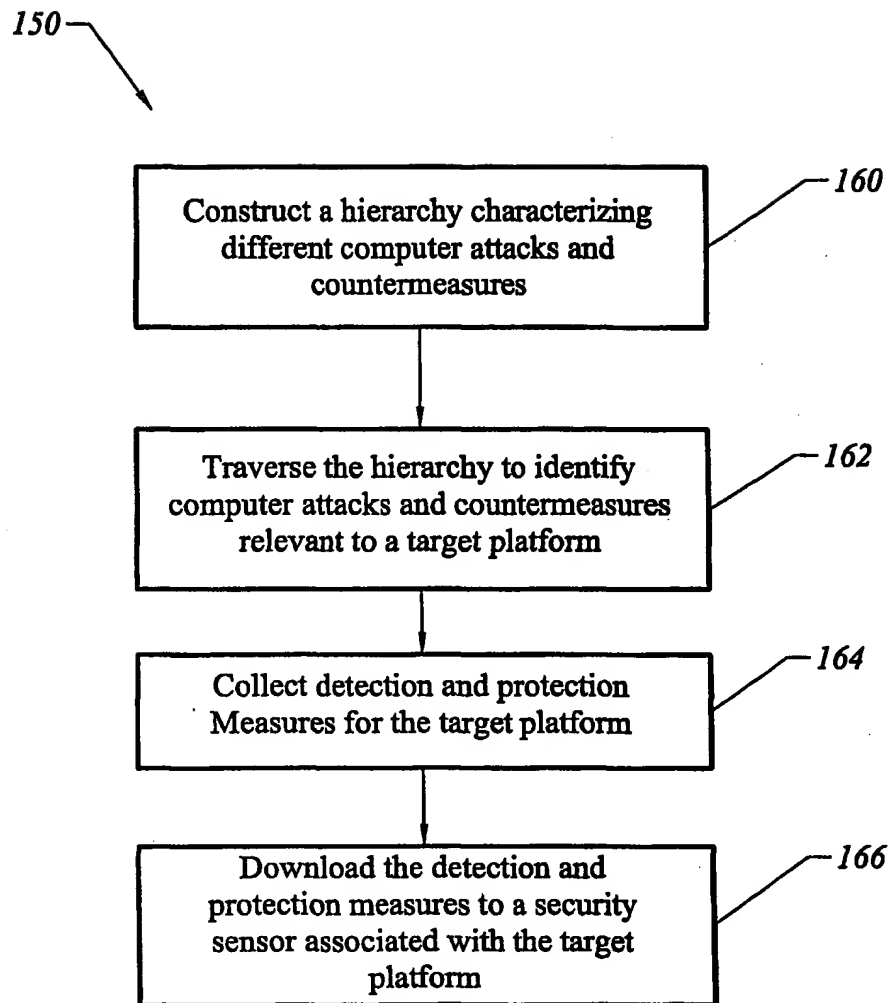 150
Construct a hierarchy characterizing
different computer attacks and
countermeasures
160
Traverse the hierarchy to identify
computer attacks and countermeasures
relevant to a target platform
162
Collect detection and protection
Measures for the target platform
164
Download the detection and
protection measures to a security
sensor associated with the target
platform
166